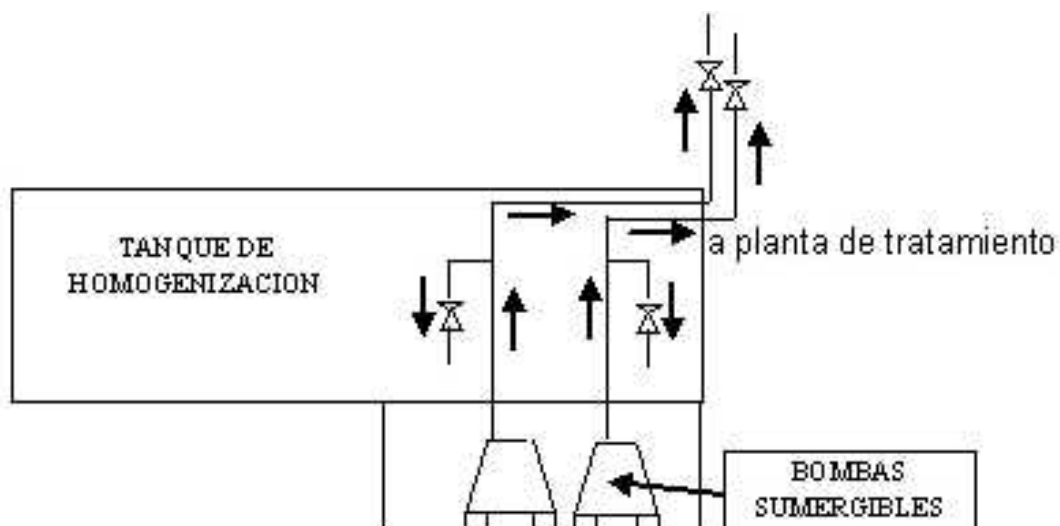 TANQUE DE
HOMOGENIZACION
a planta de tratamiento
BOMBAS
SUMERGIBLES